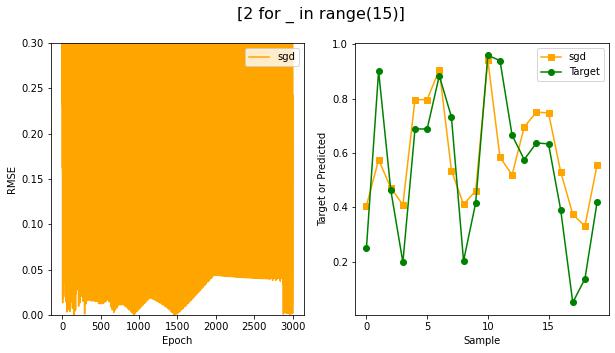 [2 for _ in range(15)]
0.30
0.25
0.20
0.15
0.10
0.05
0.00
RMSE
0 500 1000 1500 2000 2500 3000
Epoch
sgd
1.0
0.8
0.6
0.4
0.2
Target or Predicted
0 5 10 15
Sample
sgd
Target